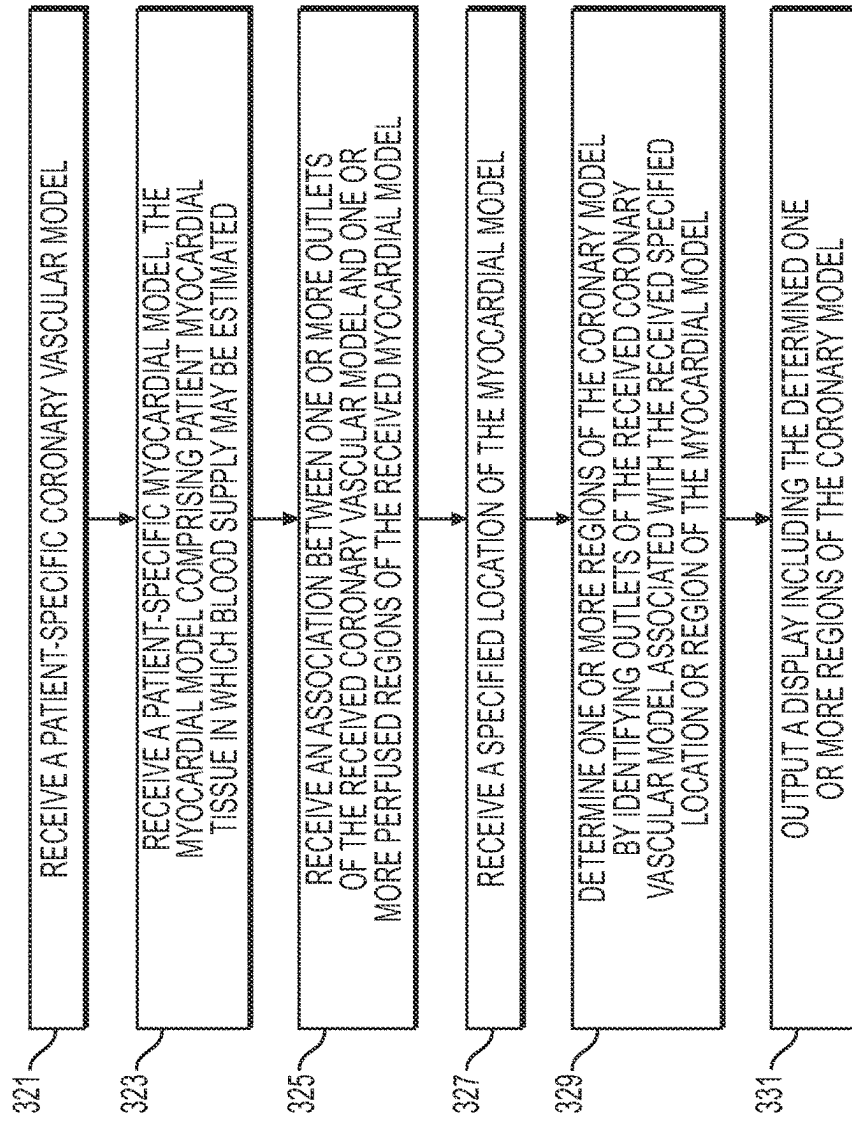 321
RECEIVE A PATIENT-SPECIFIC CORONARY VASCULAR MODEL
323
RECEIVE A PATIENT-SPECIFIC MYOCARDIAL MODEL, THE
MYOCARDIAL MODEL COMPRISING PATIENT MYOCARDIAL
TISSUE IN WHICH BLOOD SUPPLY MAY BE ESTIMATED
325
RECEIVE AN ASSOCIATION BETWEEN ONE OR MORE OUTLETS
OF THE RECEIVED CORONARY VASCULAR MODEL AND ONE OR
MORE PERFUSED REGIONS OF THE RECEIVED MYOCARDIAL MODEL
327
RECEIVE A SPECIFIED LOCATION OF THE MYOCARDIAL MODEL
329
DETERMINE ONE OR MORE REGIONS OF THE CORONARY MODEL
BY IDENTIFYING OUTLETS OF THE RECEIVED CORONARY
VASCULAR MODEL ASSOCIATED WITH THE RECEIVED SPECIFIED
LOCATION OR REGION OF THE MYOCARDIAL MODEL
331
OUTPUT A DISPLAY INCLUDING THE DETERMINED ONE
OR MORE REGIONS OF THE CORONARY MODEL